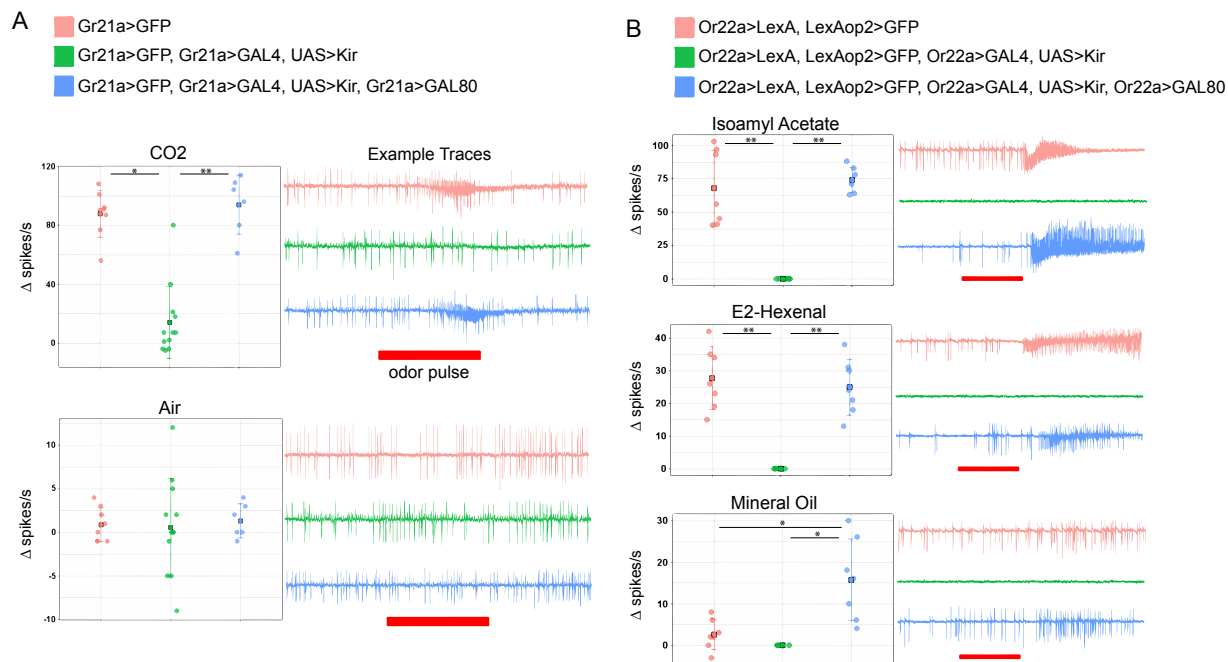 A
Gr21a>GFP
Gr21a>GFP, Gr21a>GAL4, UAS>Kir
Gr21a>GFP, Gr21a>GAL4, UAS>Kir, Gr21a>GAL80
CO2
Example Traces
Δ spikes/s
120
80
40
0
*
**
odor pulse
Air
Δ spikes/s
10
5
0
-5
-10
B
Or22a>LexA, LexAop2>GFP
Or22a>LexA, LexAop2>GFP, Or22a>GAL4, UAS>Kir
Or22a>LexA, LexAop2>GFP, Or22a>GAL4, UAS>Kir, Or22a>GAL80
Isoamyl Acetate
Δ spikes/s
100
75
50
25
0
**
**
E2-Hexenal
Δ spikes/s
40
30
20
10
0
**
**
Mineral Oil
Δ spikes/s
30
20
10
0
*
*